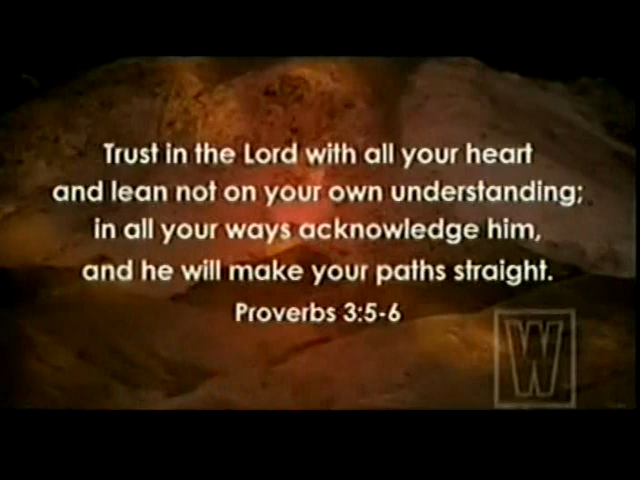 Trust in the Lord with all your heart
and lean not on your own understanding;
in all your ways acknowledge him,
and he will make your paths straight.
Proverbs 3:5-6
W